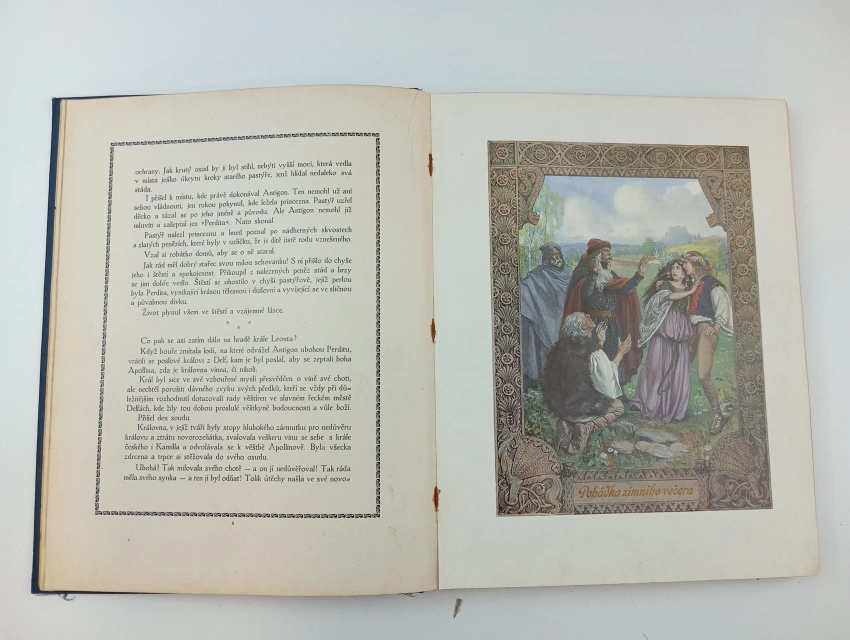 ochrany. Jak krutý osud by ji byl stihl, nebýti vyšší moci, která vedla
v místa jejího úkrytu kroky starého pastýře, jenž hlídal nedaleko svá
stáda.
I přišel k místu, kde právě dokonával Antigon. Ten nemohl už ani
sebou vládnouti, jen rukou pokynul, kde ležela princezna. Pastýř uzřel
děcko a tázal se po jeho jméně a původu. Ale Antigon nemohl již
mluviti a zašeptal jen »Perdita«. Nato skonal.
Pastýř nalezl princeznu a hned poznal po nádherných skvostech
a zlatých penězích, které byly v uzlíčku, že je dítě jistě rodu vznešeného.
Vzal si robátko domů, aby se o ně staral.
Jak rád měl dobrý stařec svou malou schovanku! S ní přišlo do chyše
jeho i štěstí a spokojenost. Přikoupil z nalezených peněz stád a brzy
se jim dobře vedlo. Štěstí se uhostilo v chyši pastýřově, jejíž perlou
byla Perdita, vynikající krásou tělesnou i duševní a vyvíjející se ve sličnou
a půvabnou dívku.
Život plynul všem ve štěstí a vzájemné lásce.
* * *
Co pak se asi zatím dálo na hradě krále Leonta?
Když bouře zmítala lodí, na které odvážel Antigon ubohou Perditu,
vrátili se poslové královi z Delf, kam je byl poslal, aby se zeptali boha
Apollina, zda je královna vinna, či nikoli.
Král byl sice ve své vzbouřené mysli přesvědčen o vině své choti,
ale nechtěl porušiti dávného zvyku svých předků, kteří se vždy při dů-
ležitějším rozhodnutí dotazovali rady věštíren ve slavném řeckém městě
Delfách, kde žily tou dobou proslulé věštkyně budoucnosti a vůle boží.
Přišel den soudu.
Královna, v jejíž tváři byly stopy hlubokého zármutku pro nedůvěru
královu a ztrátu novorozeňátka, svalovala veškeru vinu se sebe s krále
českého i Kamilla a odvolávala se k věštbě Apollinově. Byla všecka
zdrcena a trpce si stěžovala do svého osudu.
Ubohá! Tak milovala svého chotě — a on jí nedůvěřoval! Tak ráda
měla svého synka — a ten jí byl odňat! Tolik útěchy našla ve své novo-
Pohádka zimního večera